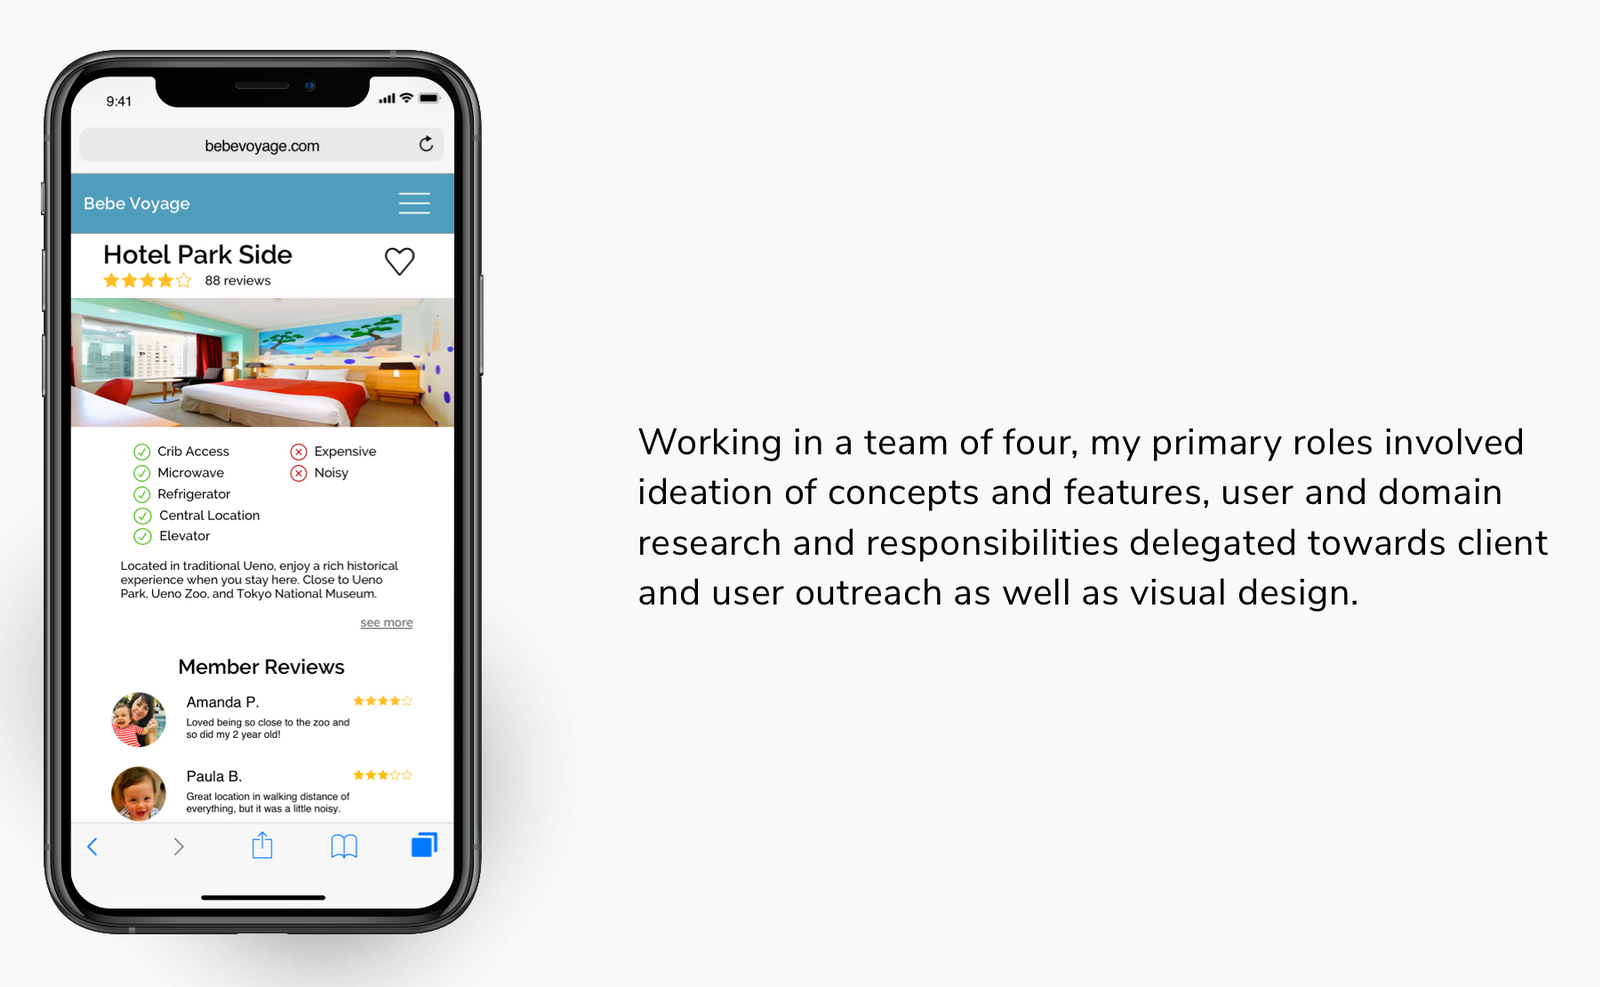 9:41
bebevoyage.com
Bebe Voyage
Hotel Park Side
88 reviews
Crib Access
Microwave
Refrigerator
Central Location
Elevator
Expensive
Noisy
Located in traditional Ueno, enjoy a rich historical
experience when you stay here. Close to Ueno
Park, Ueno Zoo, and Tokyo National Museum.
see more
Member Reviews
Amanda P.
Loved being so close to the zoo and
so did my 2 year old!
Paula B.
Great location in walking distance of
everything, but it was a little noisy.
Working in a team of four, my primary roles involved
ideation of concepts and features, user and domain
research and responsibilities delegated towards client
and user outreach as well as visual design.